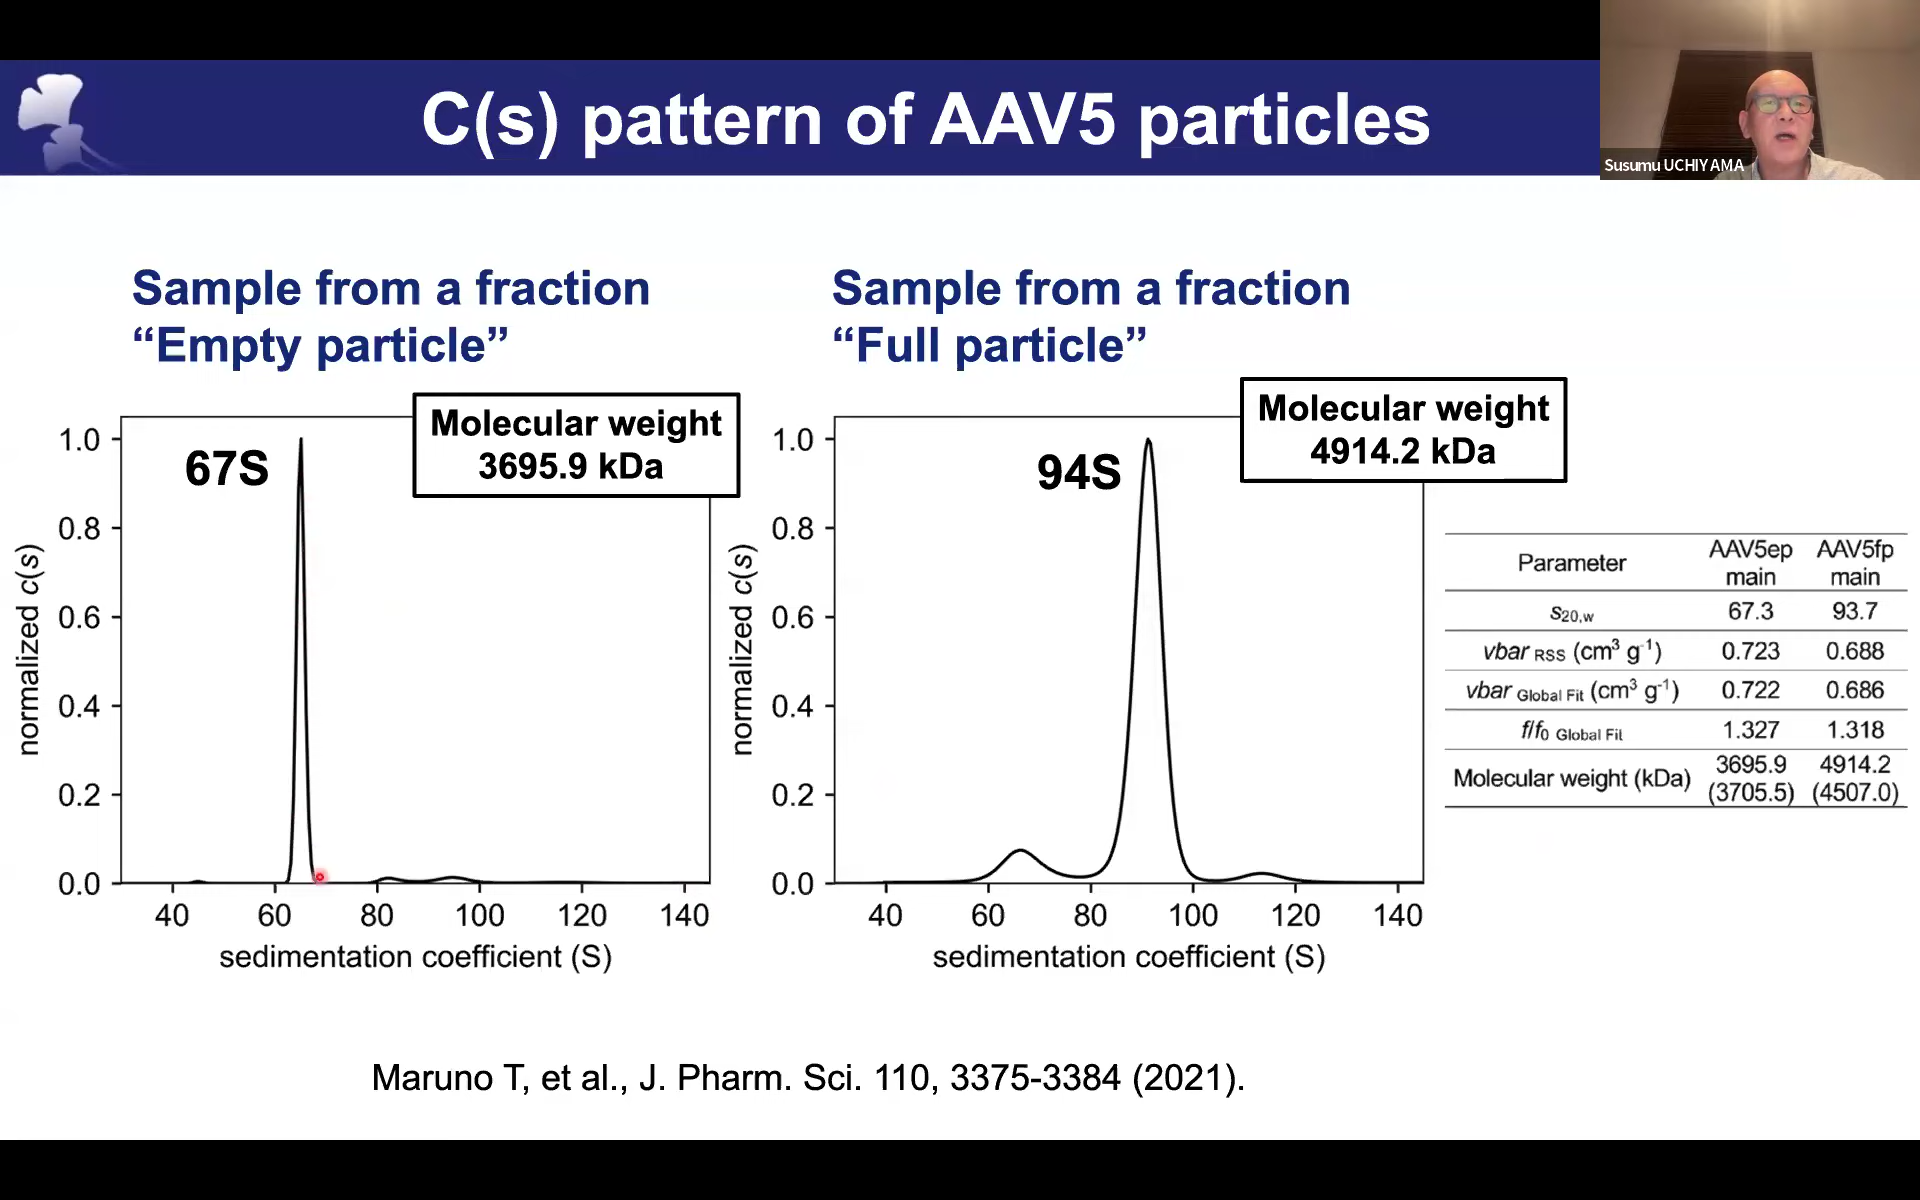 C(s) pattern of AAV5 particles
Susumu UCHIYAMA
Sample from a fraction
“Empty particle”
Sample from a fraction
“Full particle”
Molecular weight
3695.9 kDa
67S
1.0
0.8
0.6
0.4
0.2
0.0
normalized c(s)
40 60 80 100 120 140
sedimentation coefficient (S)
Molecular weight
4914.2 kDa
94S
1.0
0.8
0.6
0.4
0.2
0.0
normalized c(s)
40 60 80 100 120 140
sedimentation coefficient (S)
Parameter AAV5ep main AAV5fp main
s20,w 67.3 93.7
vbar RSS (cm³ g⁻¹) 0.723 0.688
vbar Global Fit (cm³ g⁻¹) 0.722 0.686
f/f0 Global Fit 1.327 1.318
Molecular weight (kDa) 3695.9 (3705.5) 4914.2 (4507.0)
Maruno T, et al., J. Pharm. Sci. 110, 3375-3384 (2021).